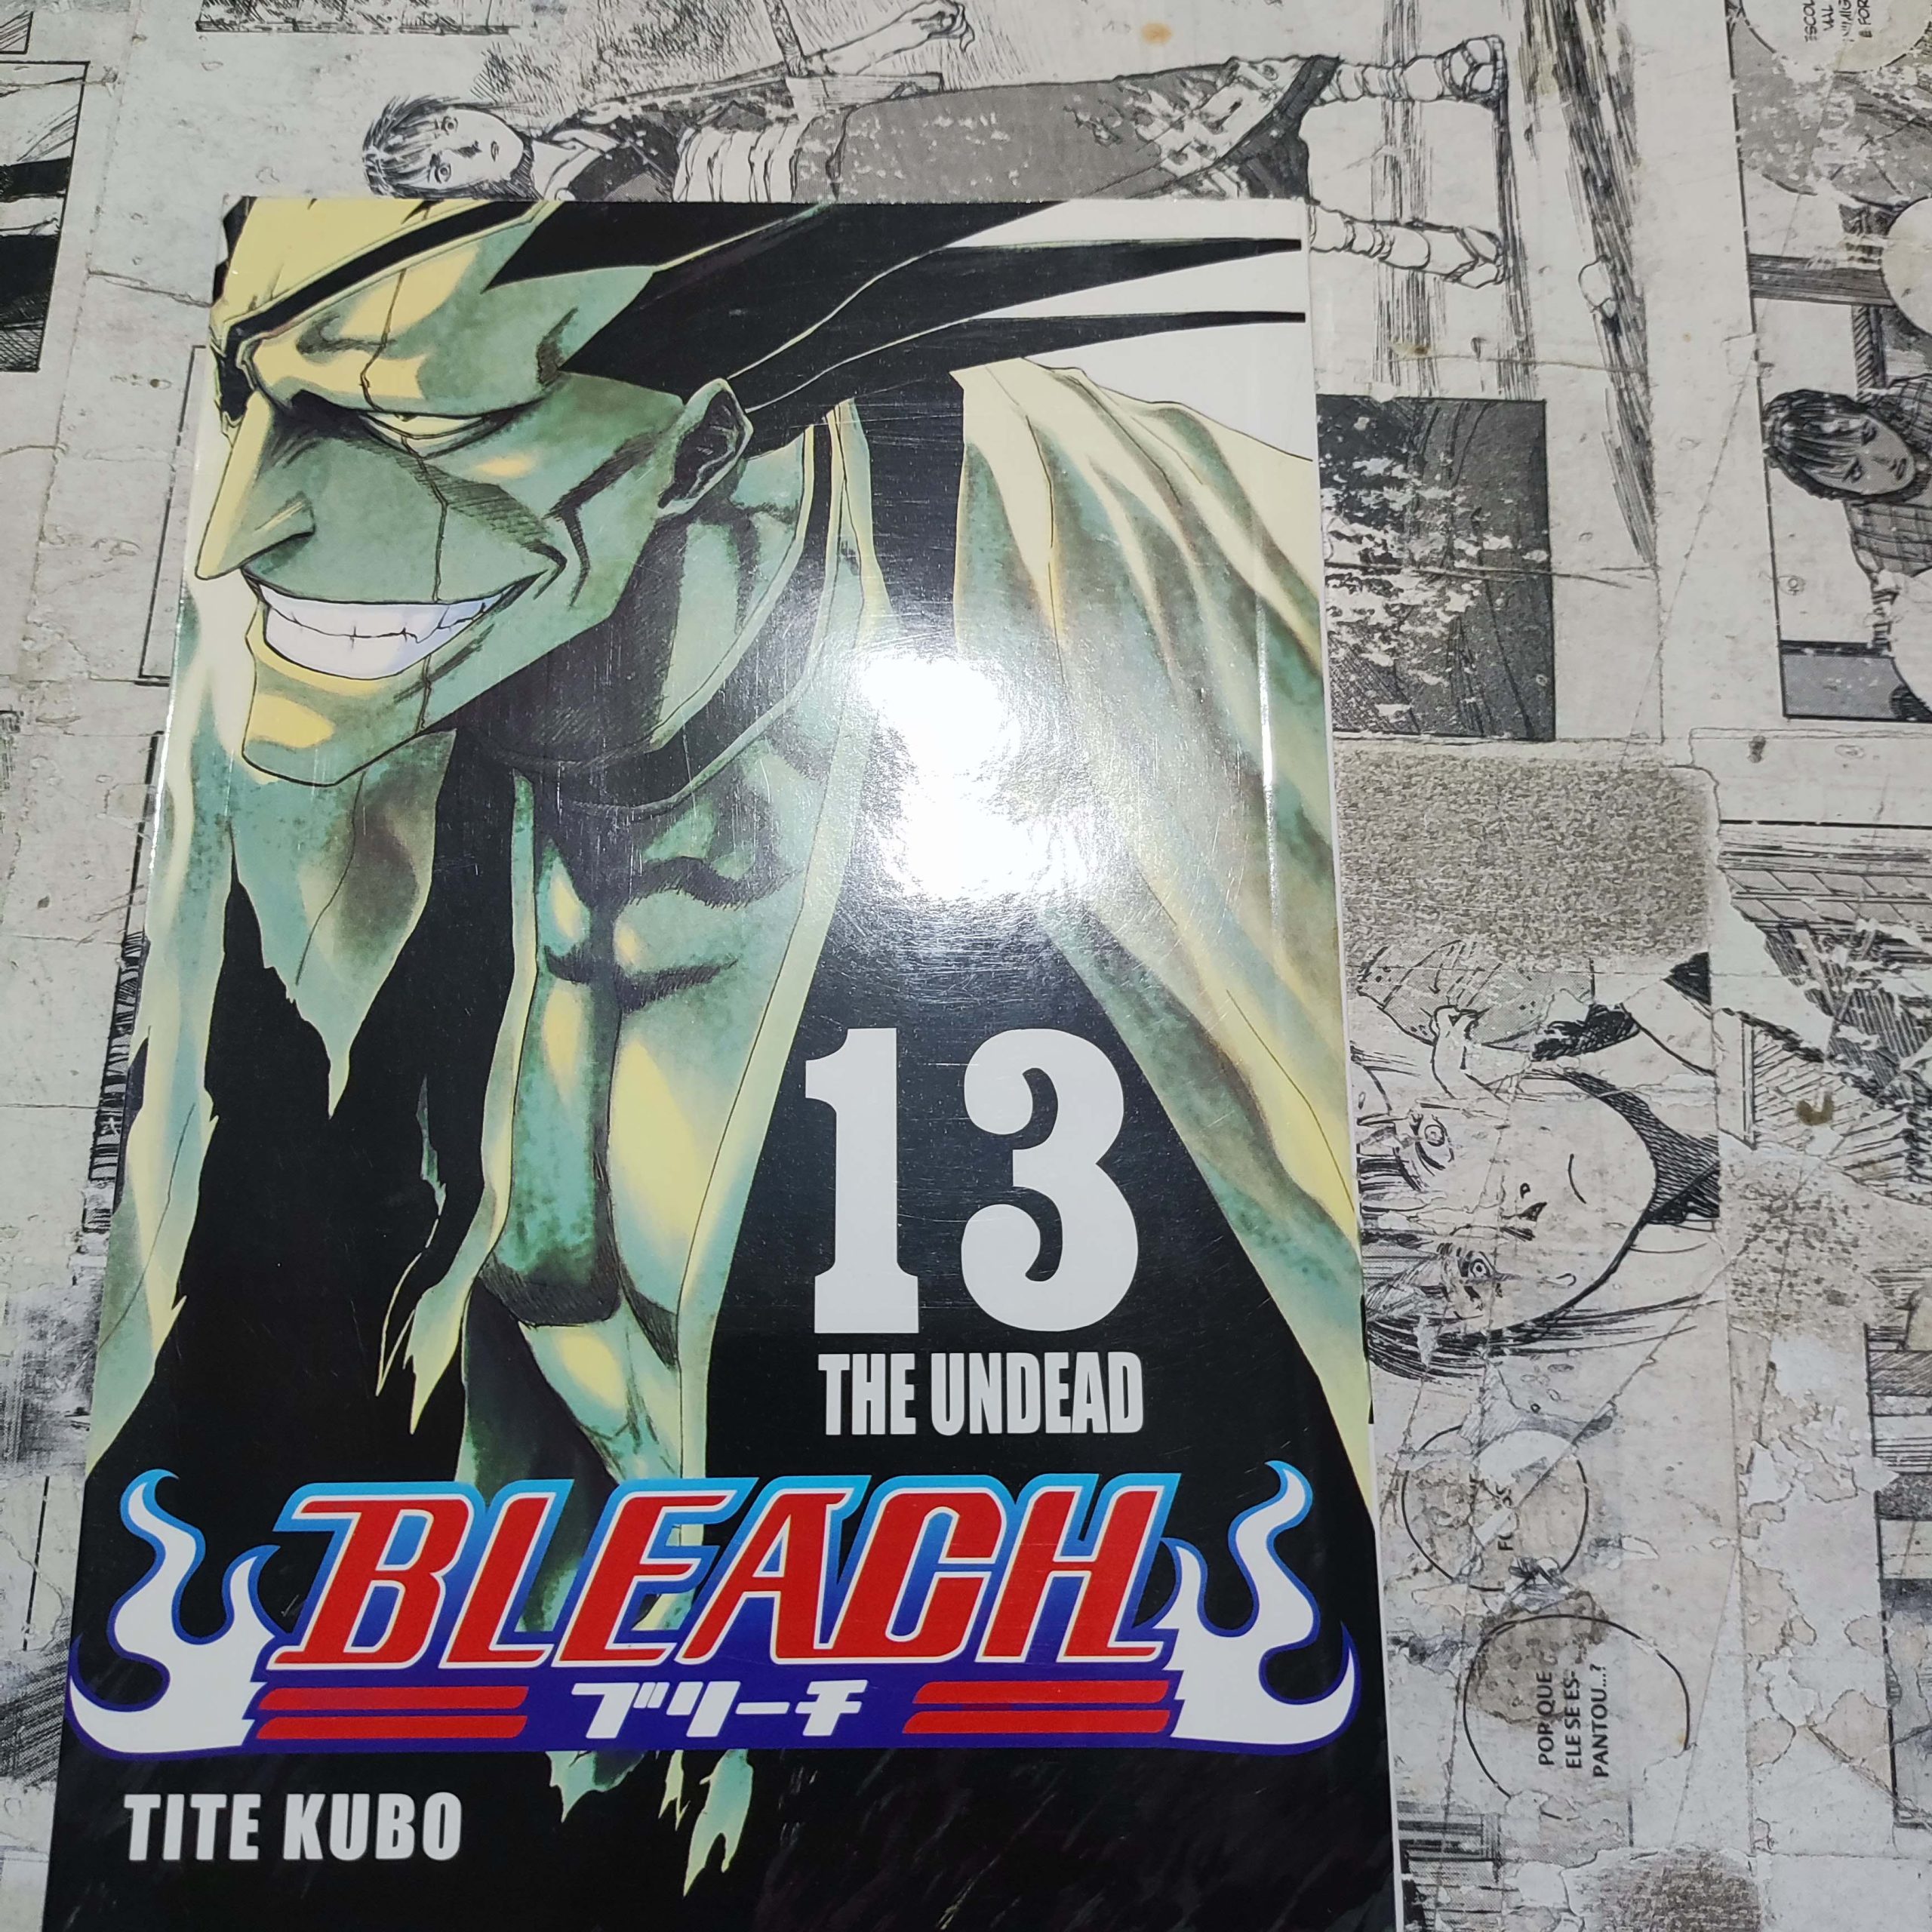 13
THE UNDEAD
BLEACH
ブリーチ
TITE KUBO
POR QUE
ELE SE ES-
PANTOU...?